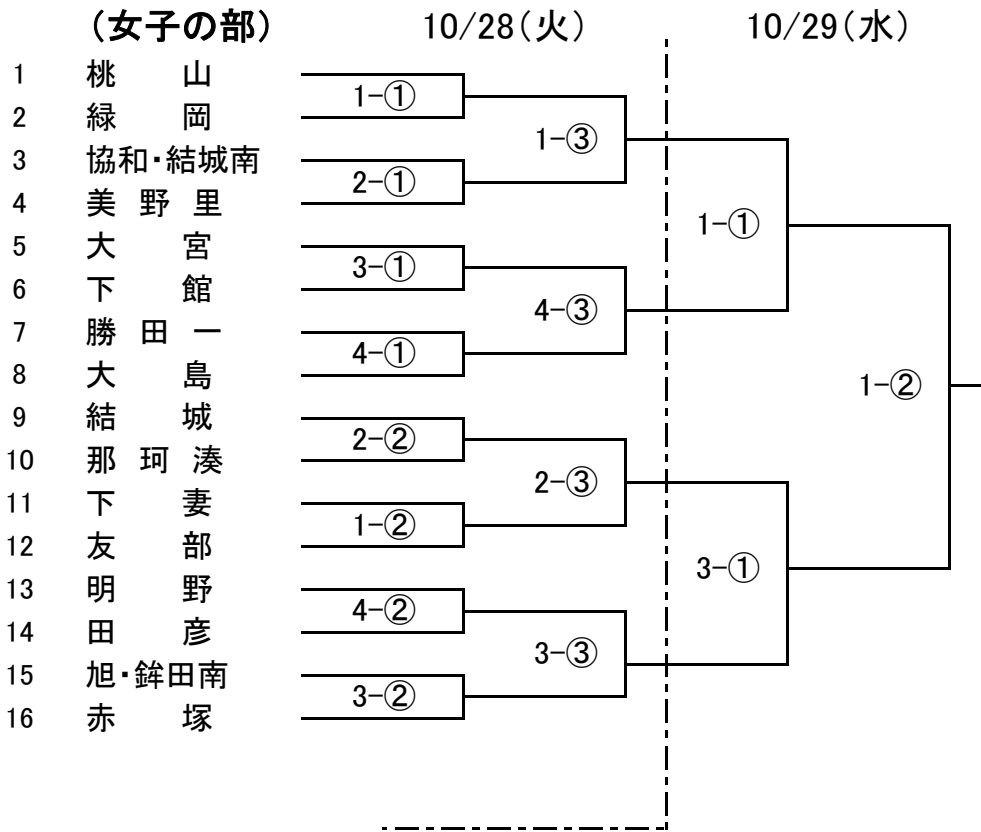 (女子の部) 10/28(火) 10/29(水)
1 桃 山
2 緑 岡
3 協和・結城南
4 美 野 里
5 大 宮
6 下 館
7 勝 田 一
8 大 島
9 結 城
10 那 珂 湊
11 下 妻
12 友 部
13 明 野
14 田 彦
15 旭・鉾田南
16 赤 塚
1-①
2-①
3-①
4-①
2-②
1-②
4-②
3-②
1-③
4-③
2-③
3-③
1-①
3-①
1-②